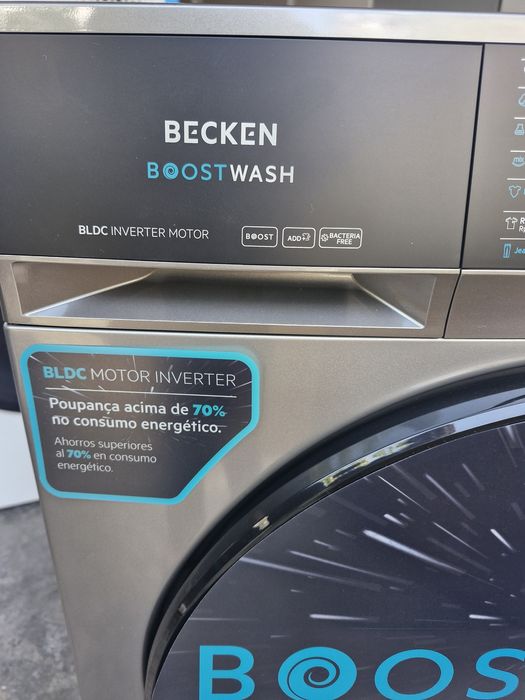 BECKEN
BOOSTWASH
BLDC INVERTER MOTOR
BOOST
ADD+
BACTERIA
FREE
Jea
BLDC MOTOR INVERTER
Poupança acima de 70%
no consumo energético.
Ahorros superiores
al 70% en consumo
energético.
BOOS